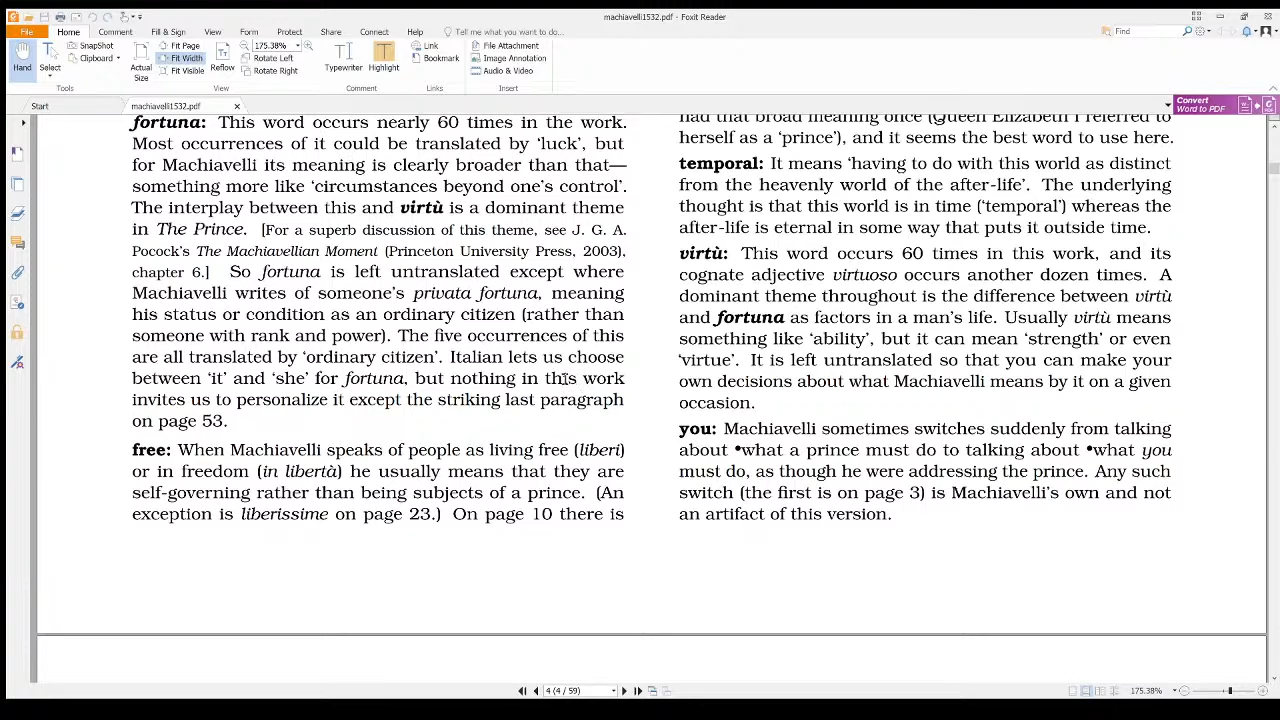 machiavelli1532.pdf - Foxit Reader
File Home Comment Fill & Sign View Form Protect Share Connect Help Tell me what you want to do... Find
Hand
Select
SnapShot
Clipboard
Tools
Actual Size
Fit Page
Fit Width
Fit Visible
Reflow
175.38%
Rotate Left
Rotate Right
Typewriter
Highlight
Comment
Link
Bookmark
Links
File Attachment
Image Annotation
Audio & Video
Insert
Start
machiavelli1532.pdf
Convert
Word to PDF
fortuna: This word occurs nearly 60 times in the work.
Most occurrences of it could be translated by ‘luck’, but
for Machiavelli its meaning is clearly broader than that—
something more like ‘circumstances beyond one’s control’.
The interplay between this and virtù is a dominant theme
in The Prince. [For a superb discussion of this theme, see J. G. A.
Pocock’s The Machiavellian Moment (Princeton University Press, 2003),
chapter 6.] So fortuna is left untranslated except where
Machiavelli writes of someone’s privata fortuna, meaning
his status or condition as an ordinary citizen (rather than
someone with rank and power). The five occurrences of this
are all translated by ‘ordinary citizen’. Italian lets us choose
between ‘it’ and ‘she’ for fortuna, but nothing in this work
invites us to personalize it except the striking last paragraph
on page 53.
free: When Machiavelli speaks of people as living free (liberi)
or in freedom (in libertà) he usually means that they are
self-governing rather than being subjects of a prince. (An
exception is liberissime on page 23.) On page 10 there is
had that broad meaning once (Queen Elizabeth I referred to
herself as a ‘prince’), and it seems the best word to use here.
temporal: It means ‘having to do with this world as distinct
from the heavenly world of the after-life’. The underlying
thought is that this world is in time (‘temporal’) whereas the
after-life is eternal in some way that puts it outside time.
virtù: This word occurs 60 times in this work, and its
cognate adjective virtuoso occurs another dozen times. A
dominant theme throughout is the difference between virtù
and fortuna as factors in a man’s life. Usually virtù means
something like ‘ability’, but it can mean ‘strength’ or even
‘virtue’. It is left untranslated so that you can make your
own decisions about what Machiavelli means by it on a given
occasion.
you: Machiavelli sometimes switches suddenly from talking
about •what a prince must do to talking about •what you
must do, as though he were addressing the prince. Any such
switch (the first is on page 3) is Machiavelli’s own and not
an artifact of this version.
4 (4 / 59)
175.38%